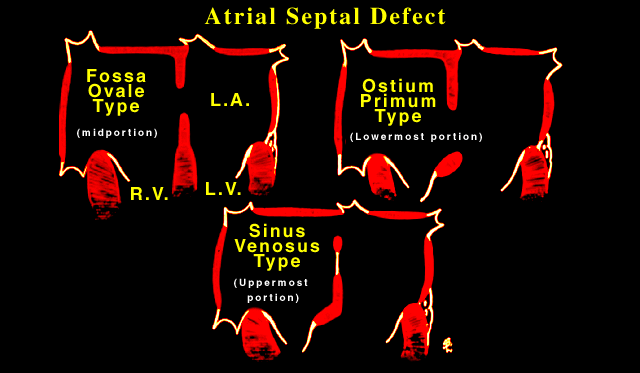 Atrial Septal Defect
Fossa
Ovale
Type
(midportion)
L.A.
R.V.
L.V.
Ostium
Primum
Type
(Lowermost portion)
Sinus
Venosus
Type
(Uppermost
portion)